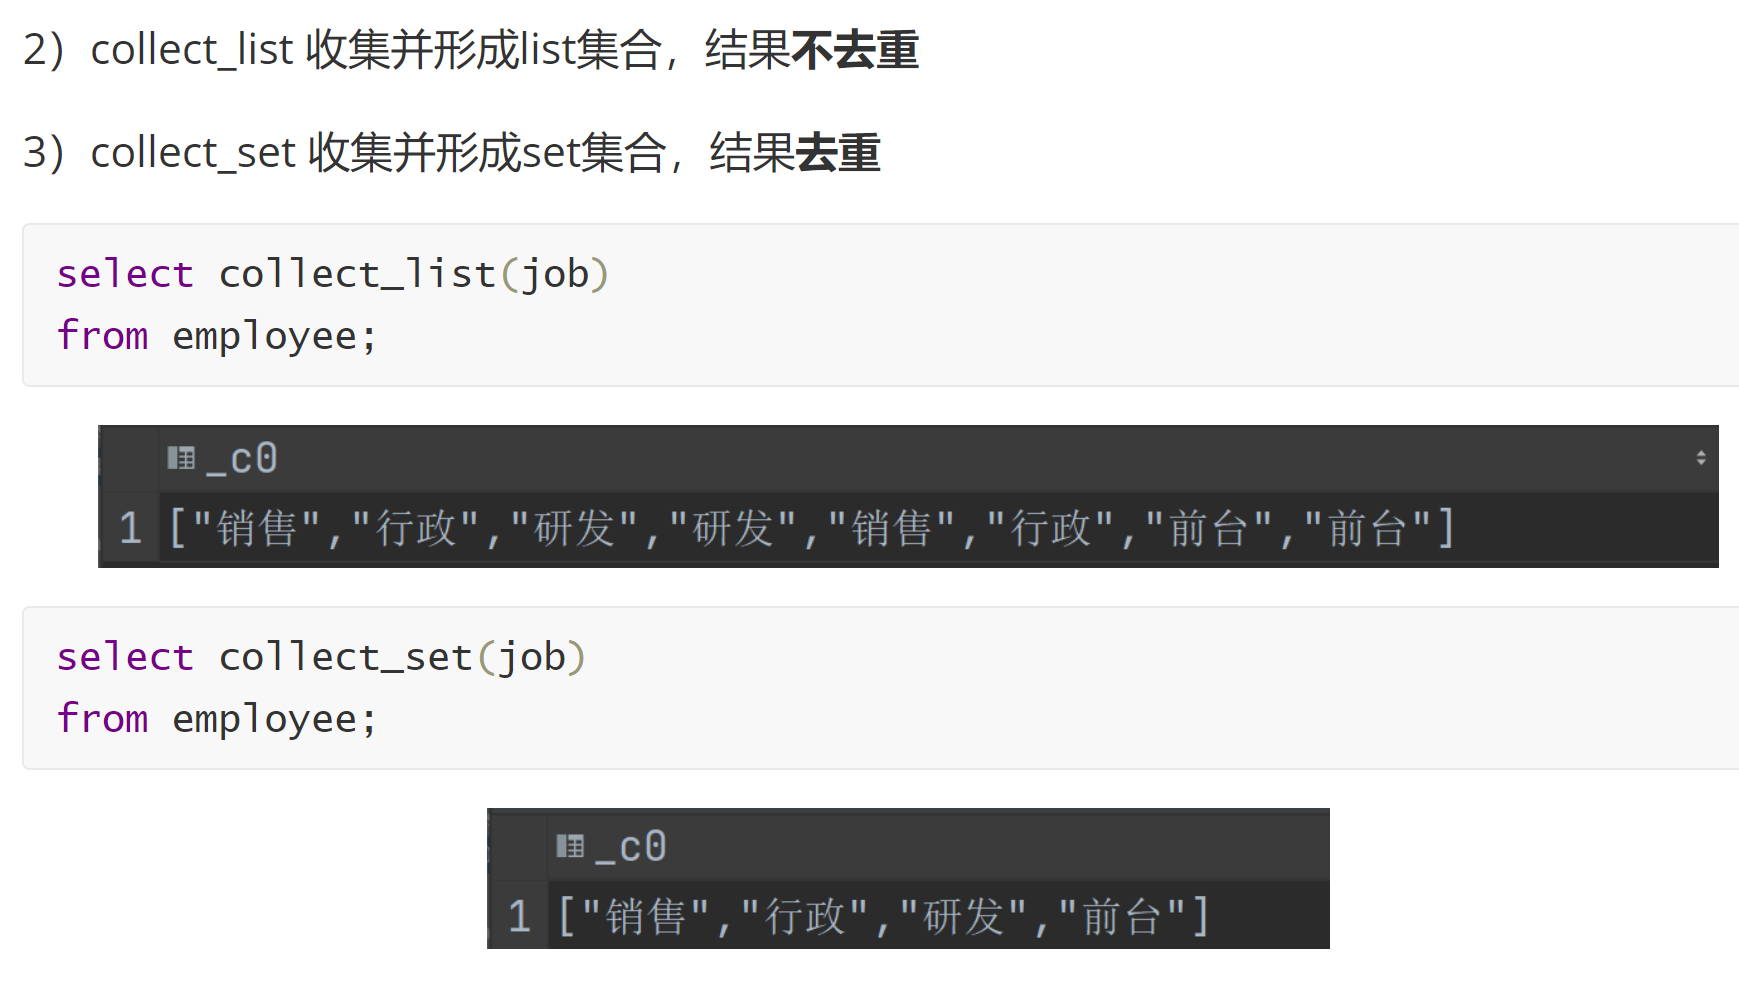 2）collect_list 收集并形成list集合，结果不去重
3）collect_set 收集并形成set集合，结果去重
select collect_list(job)
from employee;
_c0
1 ["销售","行政","研发","研发","销售","行政","前台","前台"]
select collect_set(job)
from employee;
_c0
1 ["销售","行政","研发","前台"]